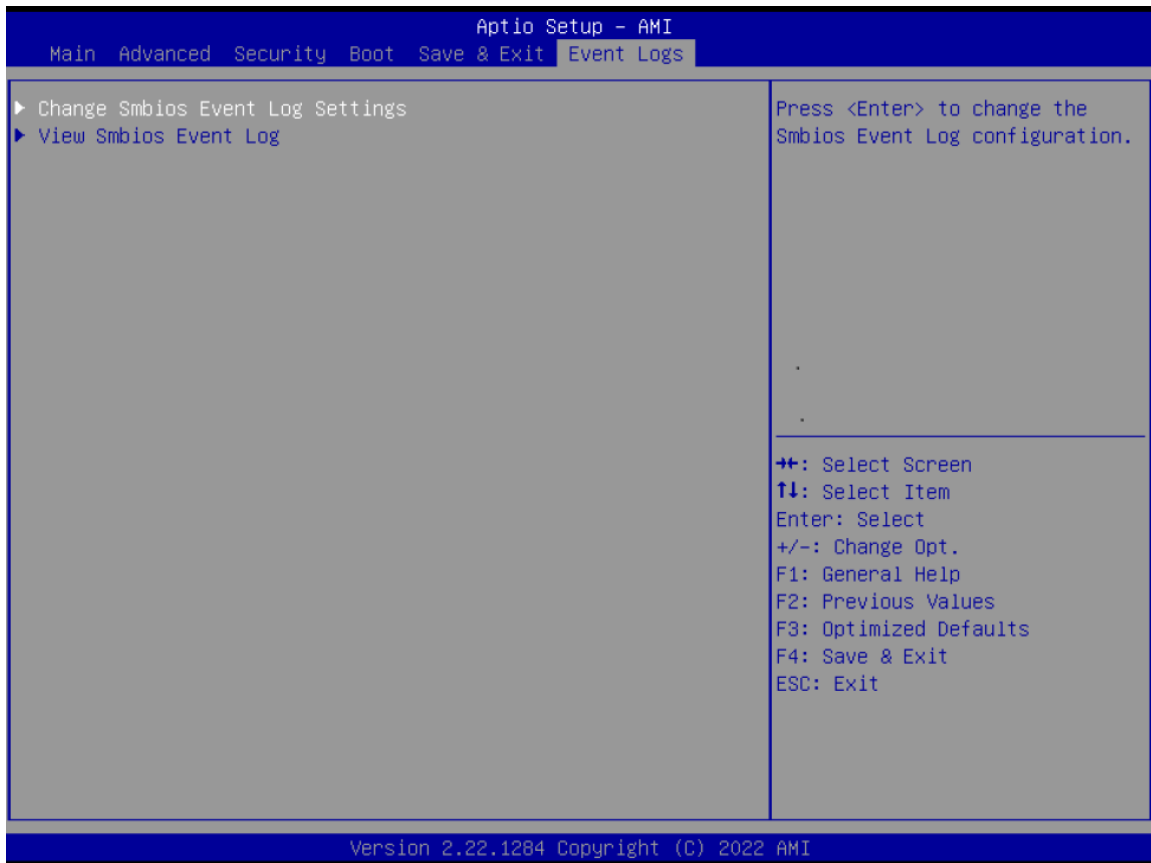 Aptio Setup – AMI
Main Advanced Security Boot Save & Exit Event Logs
▶ Change Smbios Event Log Settings
▶ View Smbios Event Log
Press <Enter> to change the
Smbios Event Log configuration.
→←: Select Screen
↑↓: Select Item
Enter: Select
+/-: Change Opt.
F1: General Help
F2: Previous Values
F3: Optimized Defaults
F4: Save & Exit
ESC: Exit
Version 2.22.1284 Copyright (C) 2022 AMI